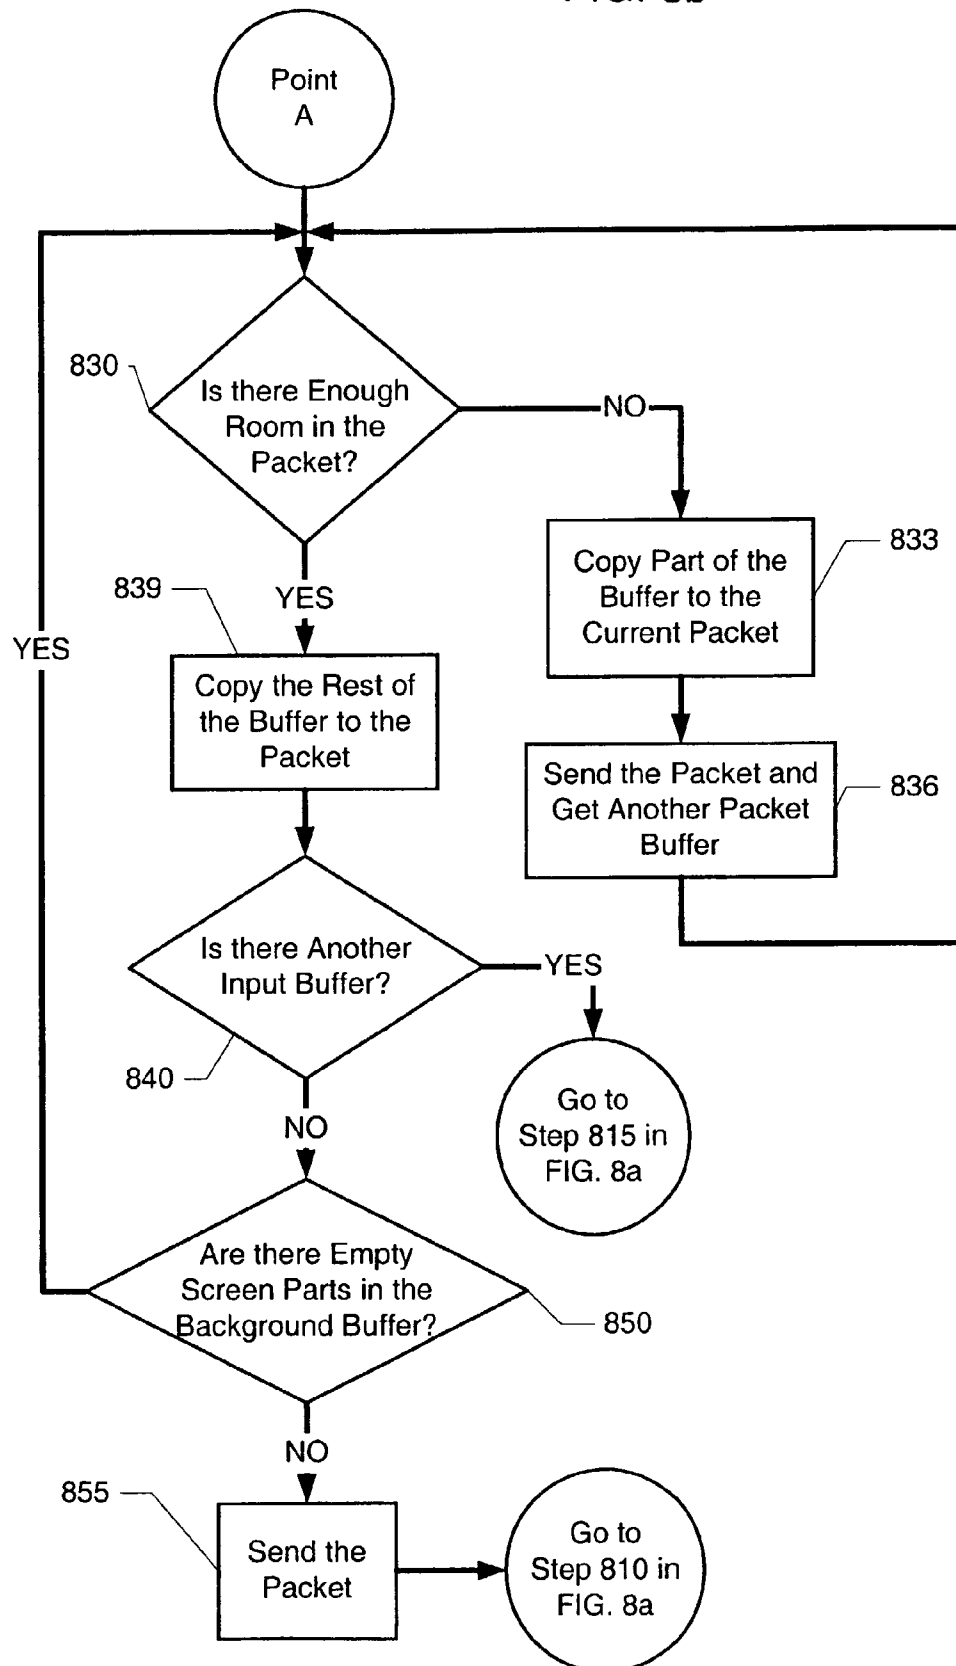 Point
A
830
Is there Enough
Room in the
Packet?
NO
833
Copy Part of the
Buffer to the
Current Packet
YES
839
YES
Copy the Rest of
the Buffer to the
Packet
Send the Packet and
Get Another Packet
Buffer
836
Is there Another
Input Buffer?
YES
840
NO
Go to
Step 815 in
FIG. 8a
Are there Empty
Screen Parts in the
Background Buffer?
850
NO
855
Send the
Packet
Go to
Step 810 in
FIG. 8a